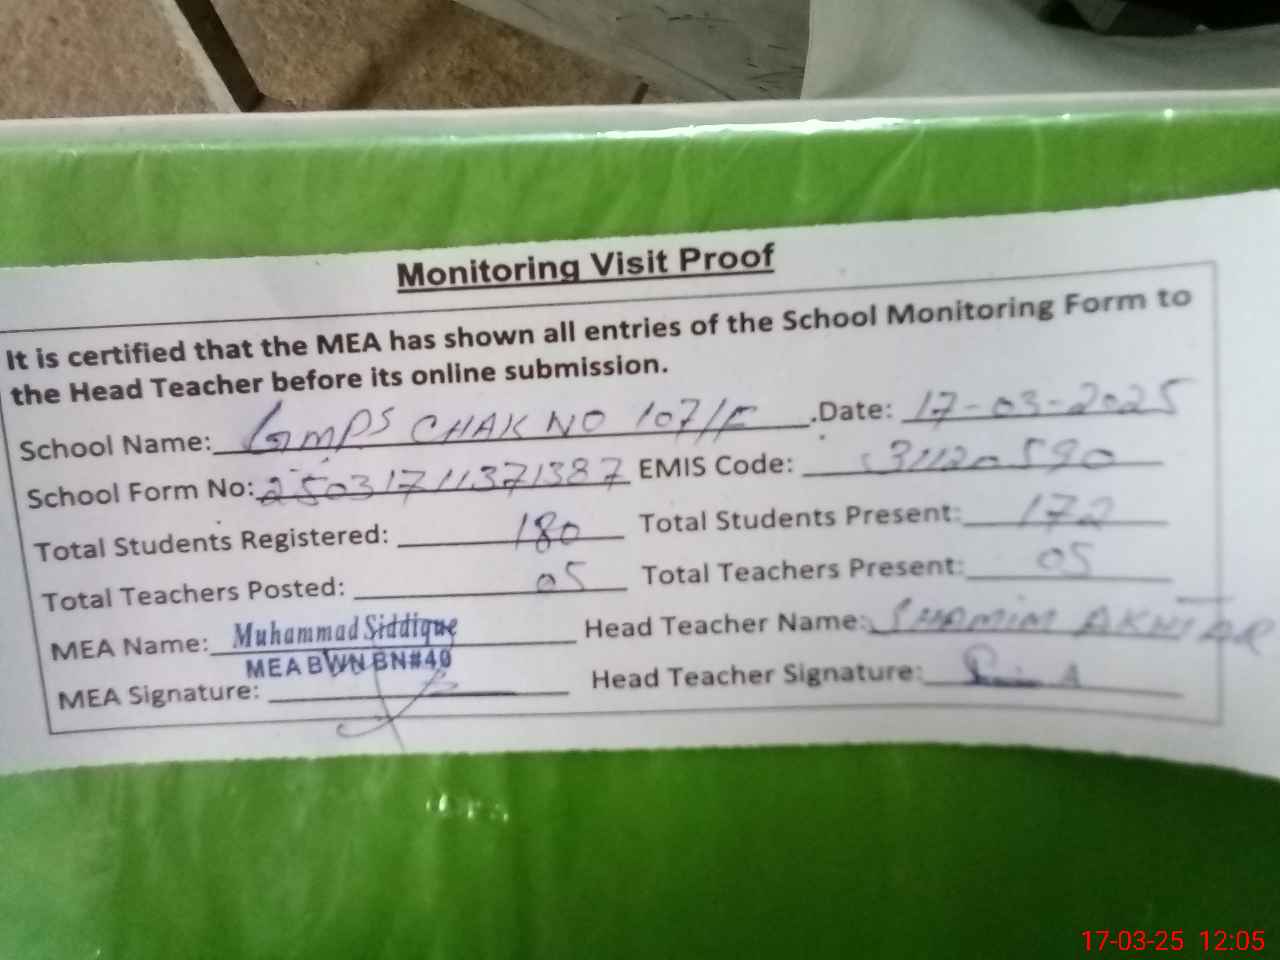 Monitoring Visit Proof
It is certified that the MEA has shown all entries of the School Monitoring Form to
the Head Teacher before its online submission.
School Name: GMPS CHAK NO 107/F .Date: 17-03-2025
School Form No: 25031711371387 EMIS Code: 31120590
Total Students Registered: 180 Total Students Present: 172
Total Teachers Posted: 05 Total Teachers Present: 05
MEA Name: Muhammad Siddique Head Teacher Name: SHAMIM AKHTAR
MEA BWN BN#40
MEA Signature: Head Teacher Signature:
17-03-25 12:05